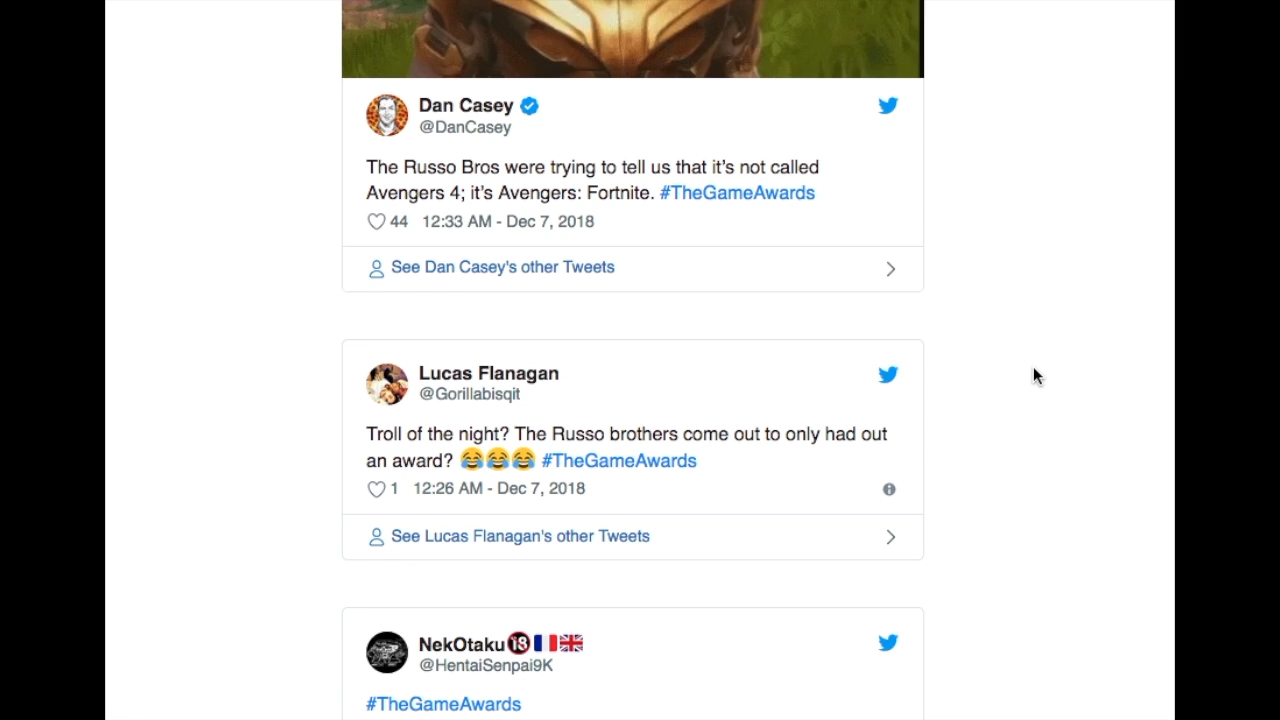 Dan Casey
@DanCasey
The Russo Bros were trying to tell us that it's not called
Avengers 4; it's Avengers: Fortnite. #TheGameAwards
44 12:33 AM - Dec 7, 2018
See Dan Casey's other Tweets
Lucas Flanagan
@Gorillabisqit
Troll of the night? The Russo brothers come out to only had out
an award? 😂😂😂 #TheGameAwards
1 12:26 AM - Dec 7, 2018
See Lucas Flanagan's other Tweets
NekOtaku🔞🇫🇷🇬🇧
@HentaiSenpai9K
#TheGameAwards